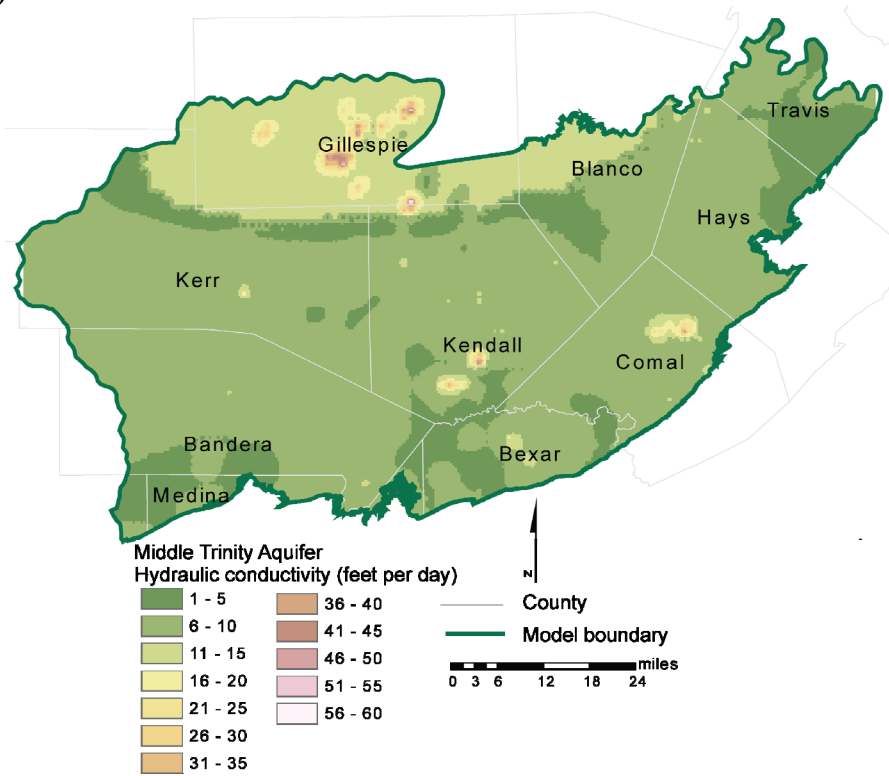 Gillespie
Travis
Blanco
Hays
Kerr
Kendall
Comal
Bandera
Bexar
Medina
Middle Trinity Aquifer
Hydraulic conductivity (feet per day)
1 - 5
6 - 10
11 - 15
16 - 20
21 - 25
26 - 30
31 - 35
36 - 40
41 - 45
46 - 50
51 - 55
56 - 60
N
County
Model boundary
miles
0 3 6 12 18 24